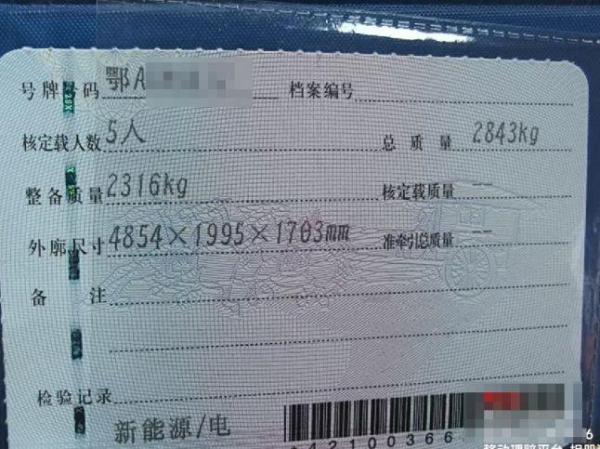 号牌号码 鄂A 档案编号
核定载人数 5人 总质量 2843kg
整备质量 2316kg 核定载质量 --
外廓尺寸 4854×1995×1703mm 准牵引总质量 --
备注
检验记录
新能源/电
42100366
6